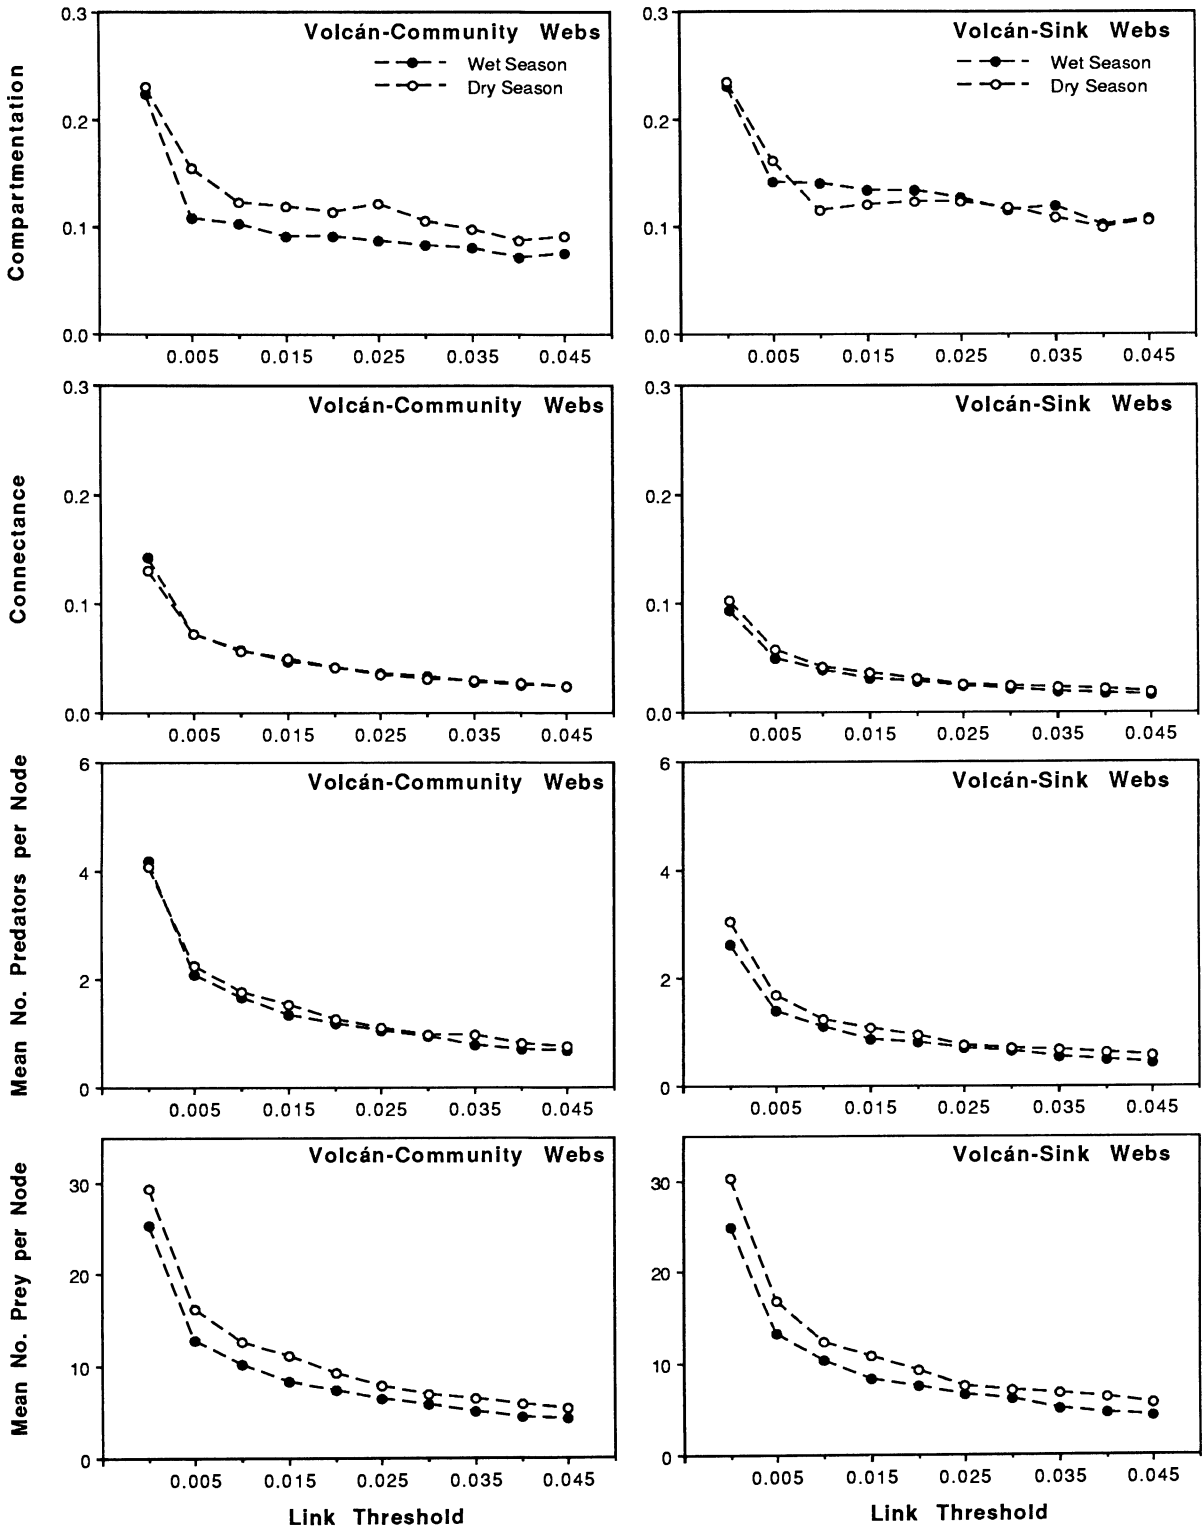 Compartmentation
Volcán-Community Webs
Wet Season
Dry Season
0.3
0.2
0.1
0.0
0.005 0.015 0.025 0.035 0.045
Volcán-Sink Webs
Wet Season
Dry Season
0.3
0.2
0.1
0.0
0.005 0.015 0.025 0.035 0.045
Connectance
Volcán-Community Webs
0.3
0.2
0.1
0.0
0.005 0.015 0.025 0.035 0.045
Volcán-Sink Webs
0.3
0.2
0.1
0.0
0.005 0.015 0.025 0.035 0.045
Mean No. Predators per Node
Volcán-Community Webs
6
4
2
0
0.005 0.015 0.025 0.035 0.045
Volcán-Sink Webs
6
4
2
0
0.005 0.015 0.025 0.035 0.045
Mean No. Prey per Node
Volcán-Community Webs
30
20
10
0
0.005 0.015 0.025 0.035 0.045
Link Threshold
Volcán-Sink Webs
30
20
10
0
0.005 0.015 0.025 0.035 0.045
Link Threshold